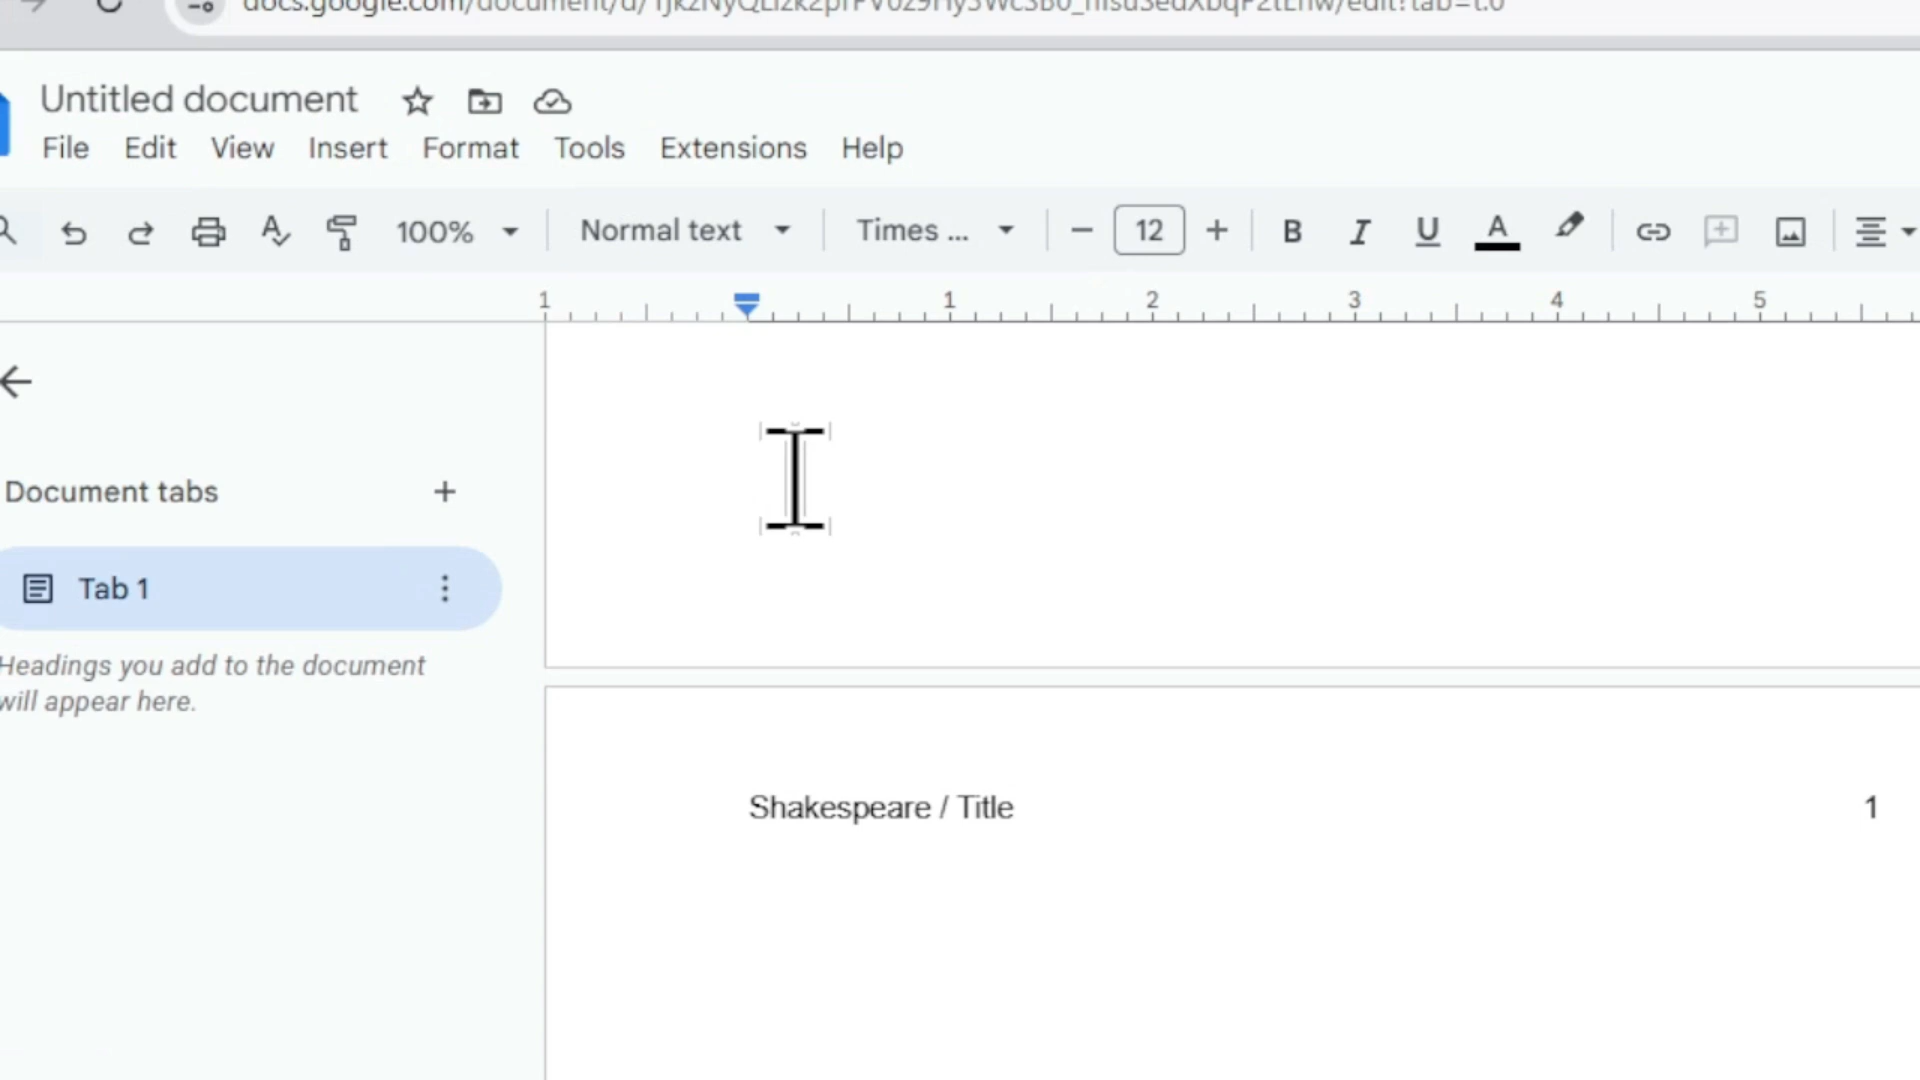 Untitled document
File Edit View Insert Format Tools Extensions Help
100% Normal text Times ... 12 B I U A
1 1 2 3 4 5
Document tabs
Tab 1
Headings you add to the document
will appear here.
Shakespeare / Title 1